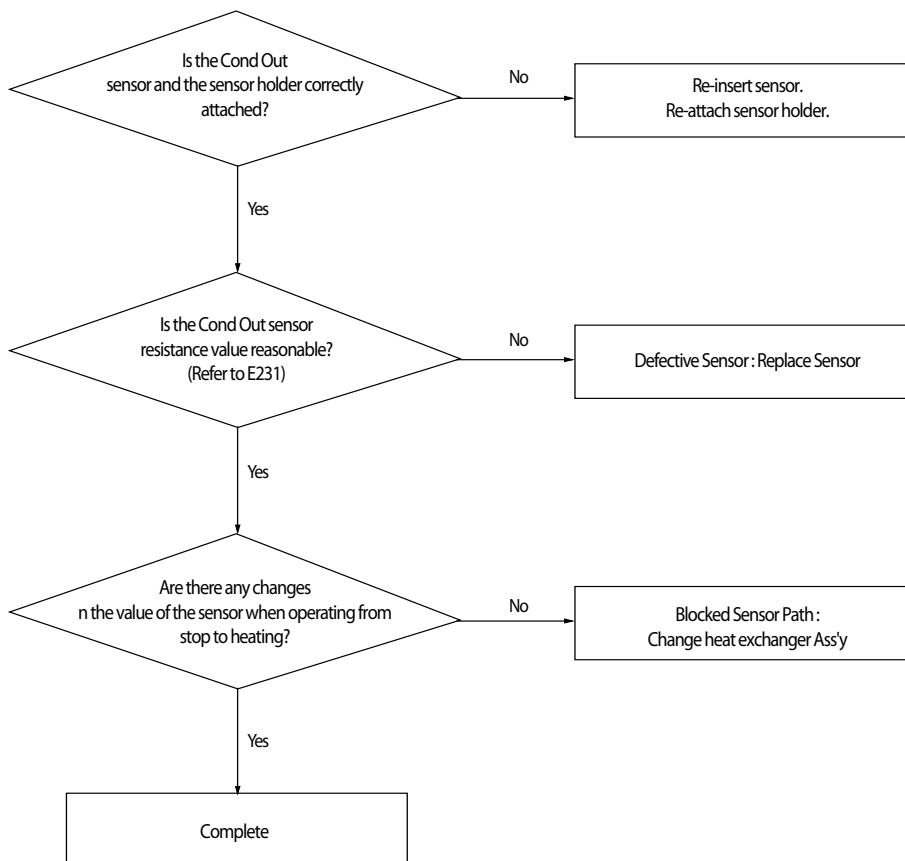 Is the Cond Out
sensor and the sensor holder correctly
attached?
No
Re-insert sensor.
Re-attach sensor holder.
Yes
Is the Cond Out sensor
resistance value reasonable?
(Refer to E231)
No
Defective Sensor : Replace Sensor
Yes
Are there any changes
n the value of the sensor when operating from
stop to heating?
No
Blocked Sensor Path :
Change heat exchanger Ass'y
Yes
Complete